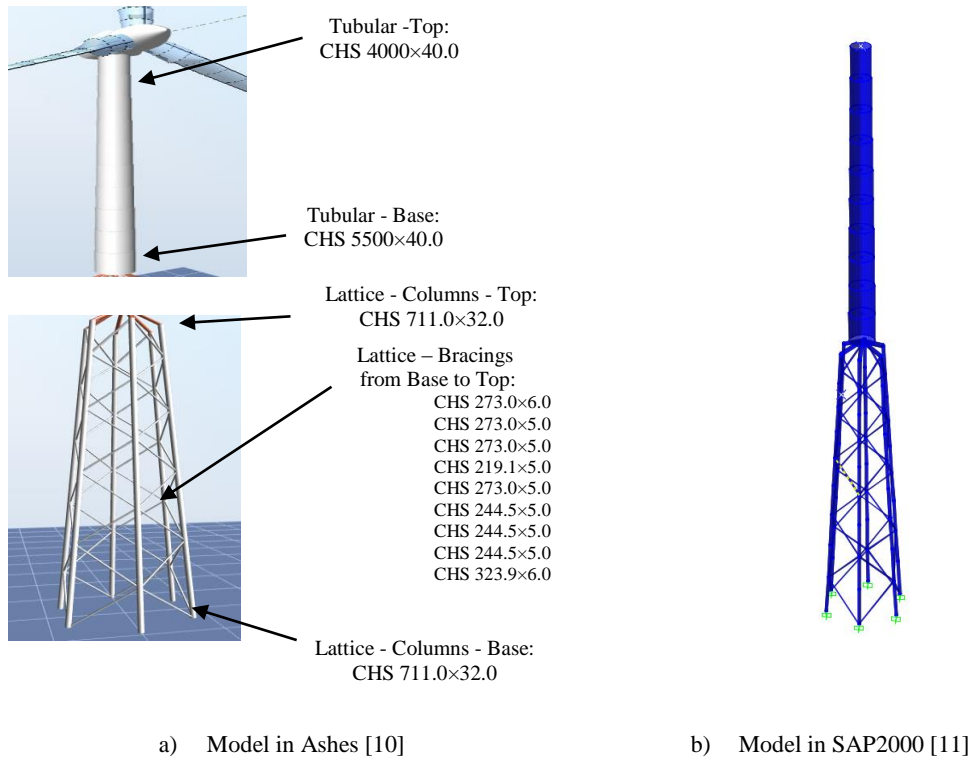 Tubular -Top:
CHS 4000×40.0
Tubular - Base:
CHS 5500×40.0
Lattice - Columns - Top:
CHS 711.0×32.0
Lattice – Bracings
from Base to Top:
CHS 273.0×6.0
CHS 273.0×5.0
CHS 273.0×5.0
CHS 219.1×5.0
CHS 273.0×5.0
CHS 244.5×5.0
CHS 244.5×5.0
CHS 244.5×5.0
CHS 323.9×6.0
Lattice - Columns - Base:
CHS 711.0×32.0
a) Model in Ashes [10]
b) Model in SAP2000 [11]